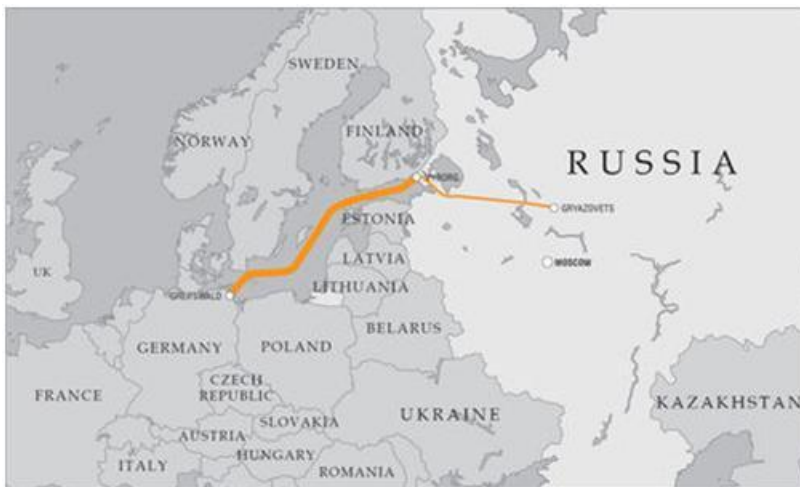 SWEDEN
NORWAY
FINLAND
RUSSIA
VYBORG
GRYAZOVETS
ESTONIA
MOSCOW
LATVIA
UK
LITHUANIA
GREIFSWALD
BELARUS
GERMANY
POLAND
CZECH
REPUBLIC
FRANCE
KAZAKHSTAN
UKRAINE
SLOVAKIA
AUSTRIA
HUNGARY
ITALY
ROMANIA